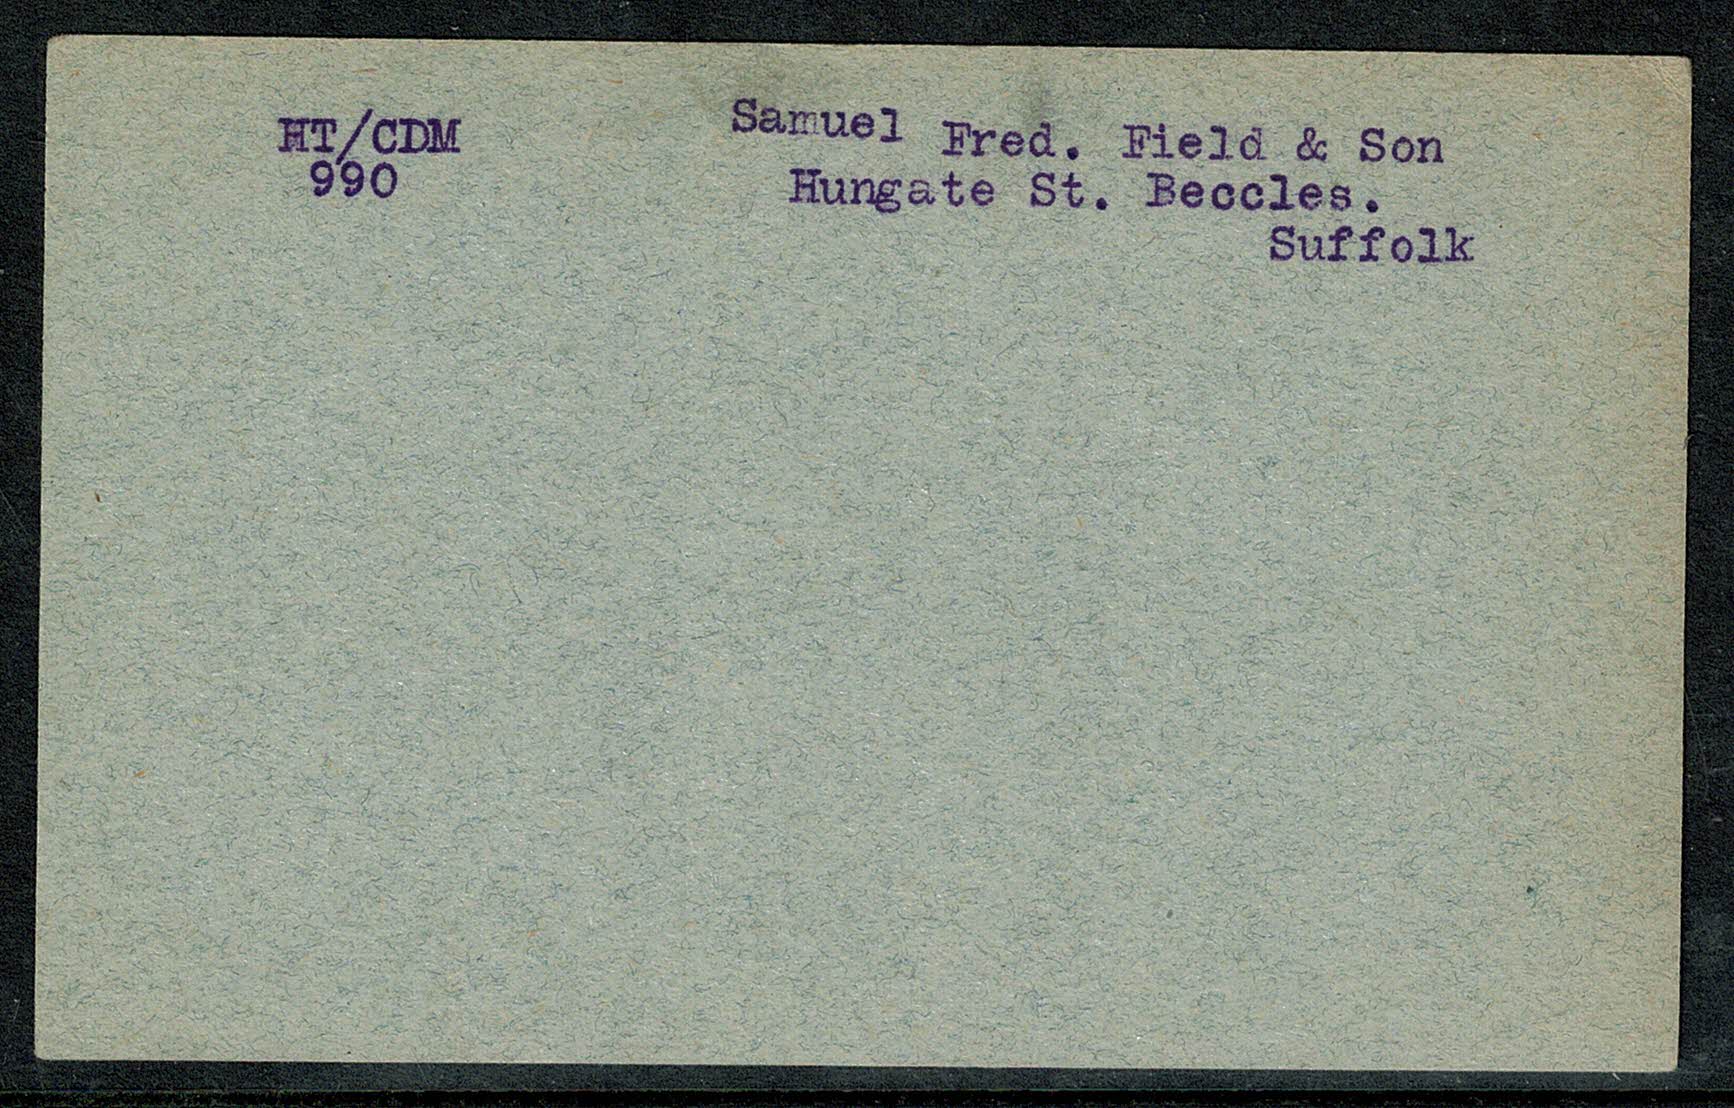 HT/CDM
990
Samuel Fred. Field & Son
Hungate St. Beccles.
Suffolk